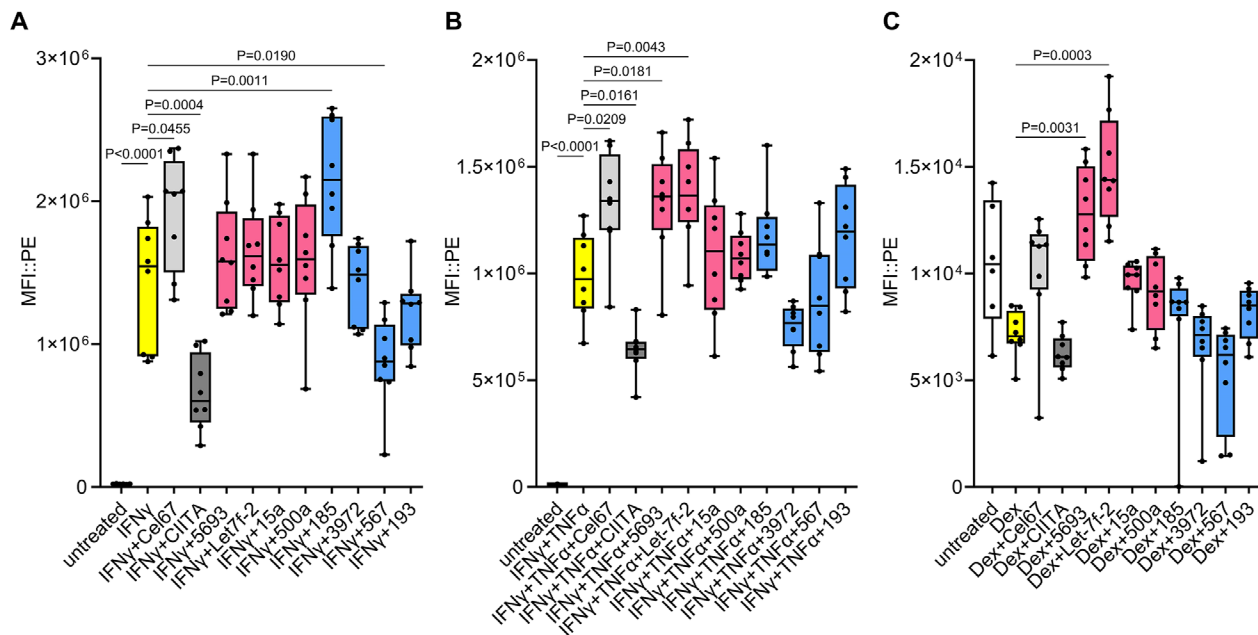 A
3×10⁶
2×10⁶
1×10⁶
0
MFI::PE
P=0.0190
P=0.0011
P=0.0004
P=0.0455
P<0.0001
untreated
IFNγ
IFNγ+Cel67
IFNγ+CIITA
IFNγ+5693
IFNγ+Let7f-2
IFNγ+15a
IFNγ+500a
IFNγ+185
IFNγ+3972
IFNγ+567
IFNγ+193
B
2×10⁶
1×10⁶
1×10⁶
5×10⁵
0
MFI::PE
P=0.0043
P=0.0181
P=0.0161
P=0.0209
P<0.0001
untreated
IFNγ+TNFα
IFNγ+TNFα+Cel67
IFNγ+TNFα+CIITA
IFNγ+TNFα+5693
IFNγ+TNFα+Let-7f-2
IFNγ+TNFα+15a
IFNγ+TNFα+500a
IFNγ+TNFα+185
IFNγ+TNFα+3972
IFNγ+TNFα+567
IFNγ+TNFα+193
C
2×10⁴
1×10⁴
1×10⁴
5×10³
0
MFI::PE
P=0.0003
P=0.0031
untreated
Dex
Dex+Cel67
Dex+CIITA
Dex+5693
Dex+Let-7f-2
Dex+15a
Dex+500a
Dex+185
Dex+3972
Dex+567
Dex+193